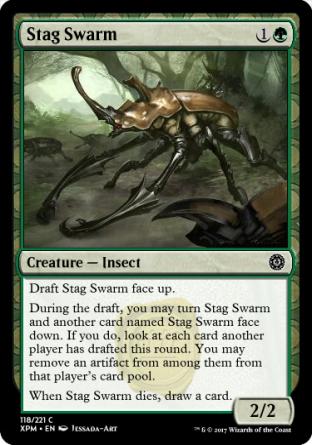 Stag Swarm 1
Creature — Insect
Draft Stag Swarm face up.
During the draft, you may turn Stag Swarm
and another card named Stag Swarm face
down. If you do, look at each card another
player has drafted this round. You may
remove an artifact from among them from
that player's card pool.
When Stag Swarm dies, draw a card.
2/2
118/221 C
XPM • EN Jessada-Art
™ & © 2017 Wizards of the Coast